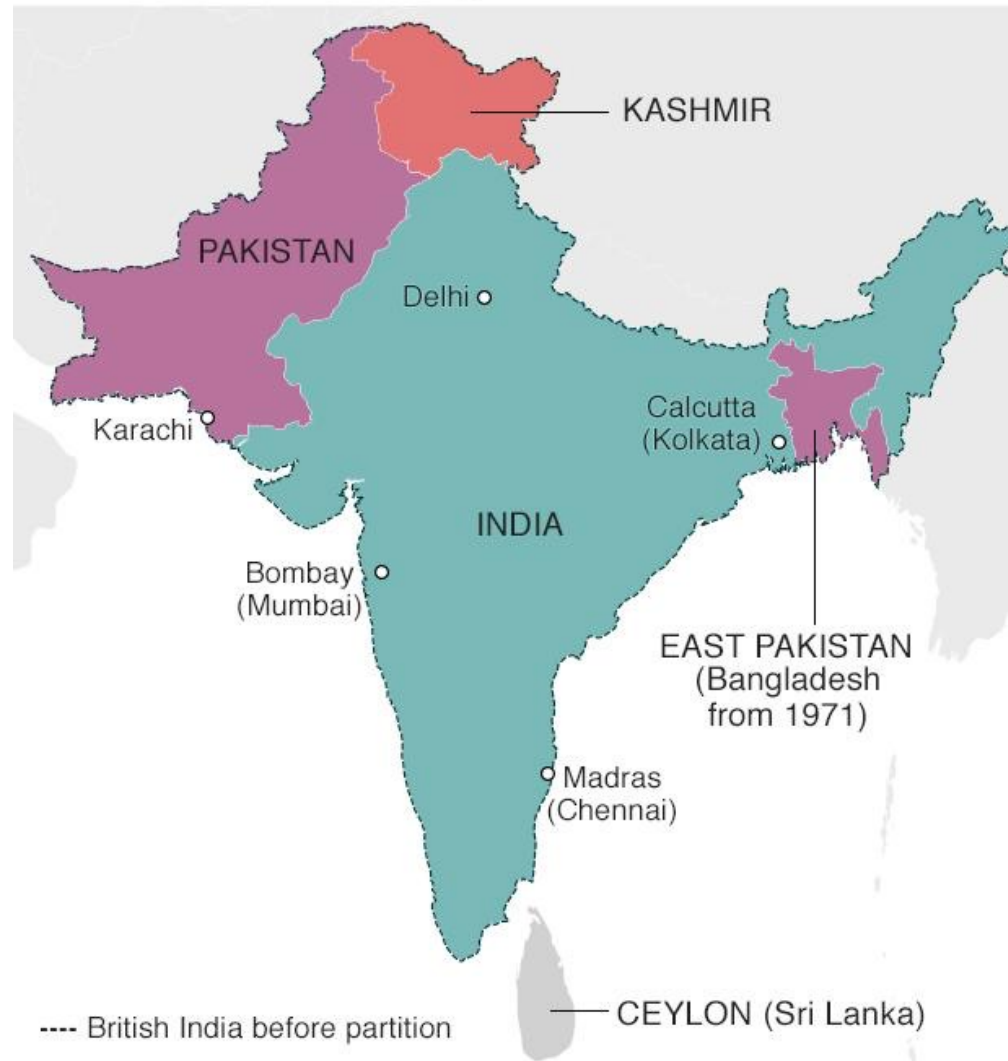 KASHMIR
PAKISTAN
Delhi
Karachi
Calcutta
(Kolkata)
INDIA
Bombay
(Mumbai)
EAST PAKISTAN
(Bangladesh
from 1971)
Madras
(Chennai)
CEYLON (Sri Lanka)
British India before partition